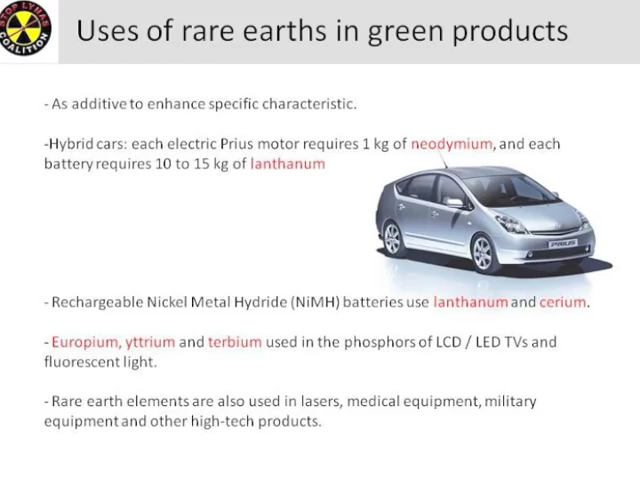 STOP LYNAS
COALITION
Uses of rare earths in green products
- As additive to enhance specific characteristic.
-Hybrid cars: each electric Prius motor requires 1 kg of neodymium, and each
battery requires 10 to 15 kg of lanthanum
PRIUS
- Rechargeable Nickel Metal Hydride (NiMH) batteries use lanthanum and cerium.
- Europium, yttrium and terbium used in the phosphors of LCD / LED TVs and
fluorescent light.
- Rare earth elements are also used in lasers, medical equipment, military
equipment and other high-tech products.